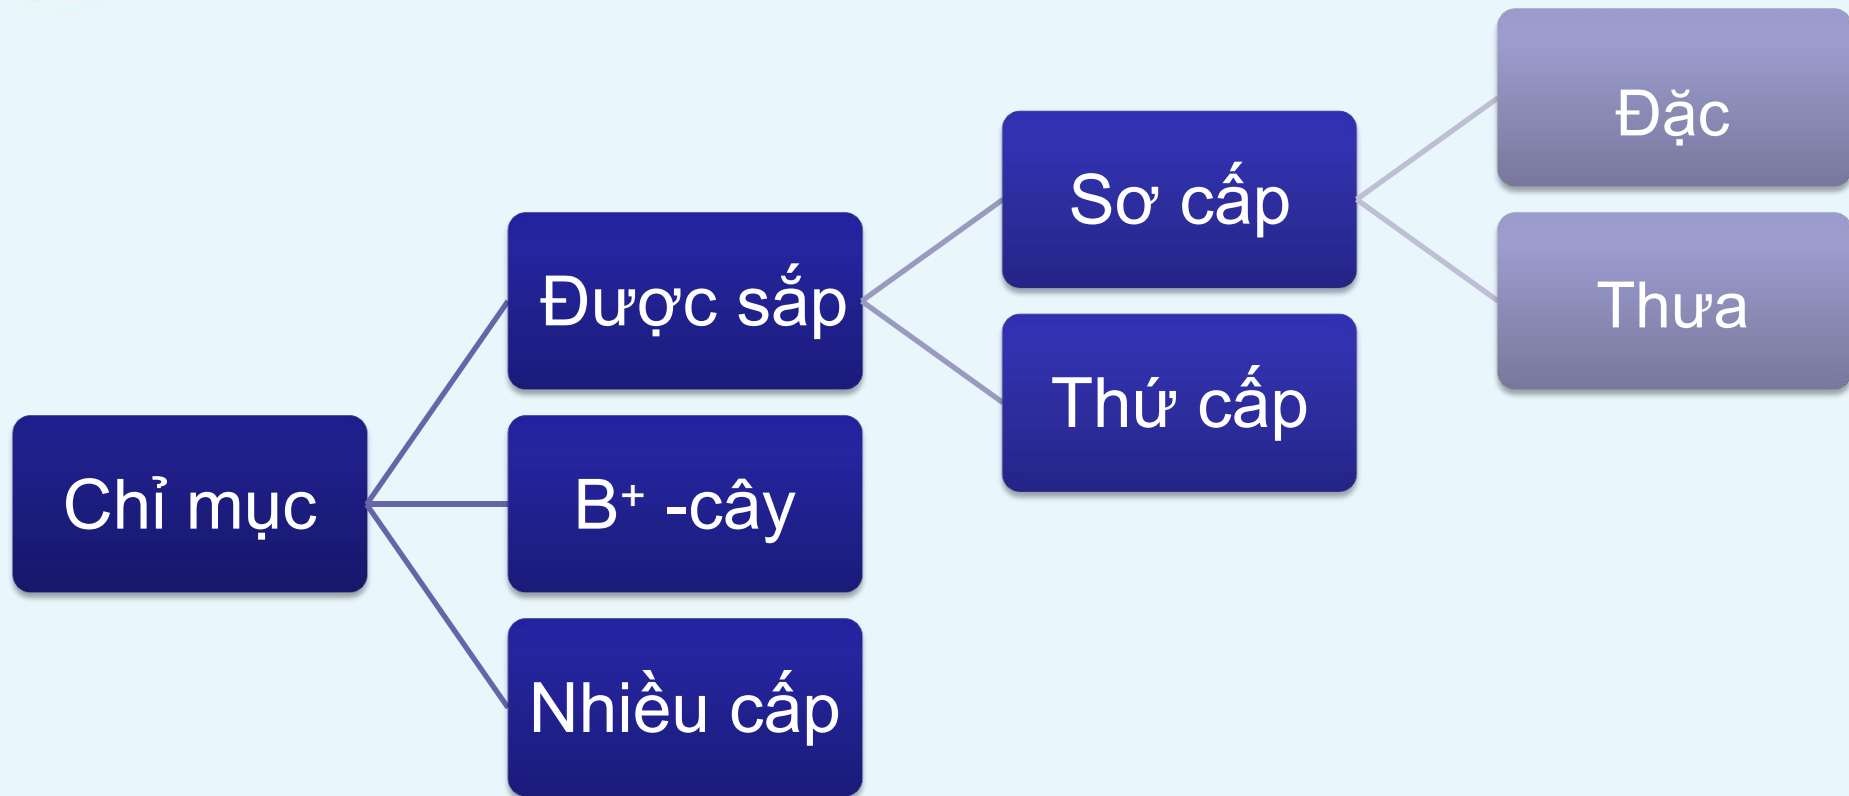 Chỉ mục
Được sắp
Sơ cấp
Đặc
Thưa
Thứ cấp
B⁺ -cây
Nhiều cấp